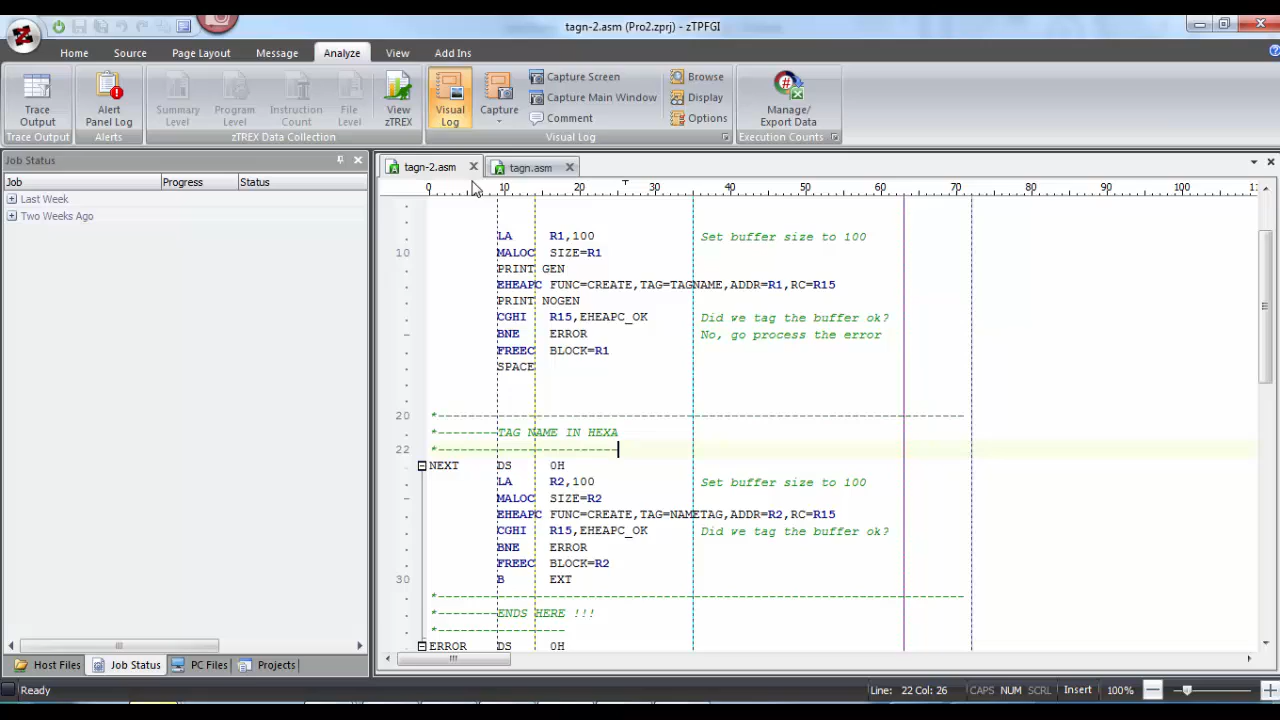 tagn-2.asm (Pro2.zprj) - zTPFGI
Home Source Page Layout Message Analyze View Add Ins
Trace Output
Alert Panel Log
Summary Level
Program Level
Instruction Count
File Level
View zTREX
Visual Log
Capture
Capture Screen
Capture Main Window
Comment
Browse
Display
Options
Manage/ Export Data
Trace Output Alerts zTREX Data Collection Visual Log Execution Counts
Job Status
Job Progress Status
Last Week
Two Weeks Ago
Host Files Job Status PC Files Projects
tagn-2.asm tagn.asm
0 10 20 30 40 50 60 70 80 90 100 11
LA R1,100 Set buffer size to 100
10 MALOC SIZE=R1
PRINT GEN
EHEAPC FUNC=CREATE,TAG=TAGNAME,ADDR=R1,RC=R15
PRINT NOGEN
CGHI R15,EHEAPC_OK Did we tag the buffer ok?
BNE ERROR No, go process the error
FREEC BLOCK=R1
SPACE
20 *----------------------------------------------------------------------
*--------TAG NAME IN HEXA
22 *------------------------
NEXT DS 0H
LA R2,100 Set buffer size to 100
MALOC SIZE=R2
EHEAPC FUNC=CREATE,TAG=NAMETAG,ADDR=R2,RC=R15
CGHI R15,EHEAPC_OK Did we tag the buffer ok?
BNE ERROR
FREEC BLOCK=R2
30 B EXT
*----------------------------------------------------------------------
*--------ENDS HERE !!!
*-----------------
ERROR DS 0H
Ready Line: 22 Col: 26 CAPS NUM SCRL Insert 100%